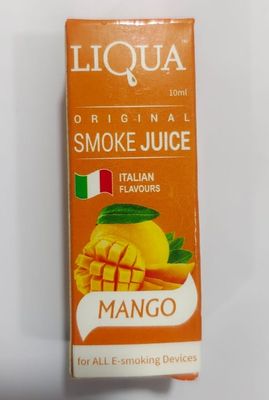 LIQUA
10ml
ORIGINAL
SMOKE JUICE
ITALIAN
FLAVOURS
MANGO
for ALL E-smoking Devices